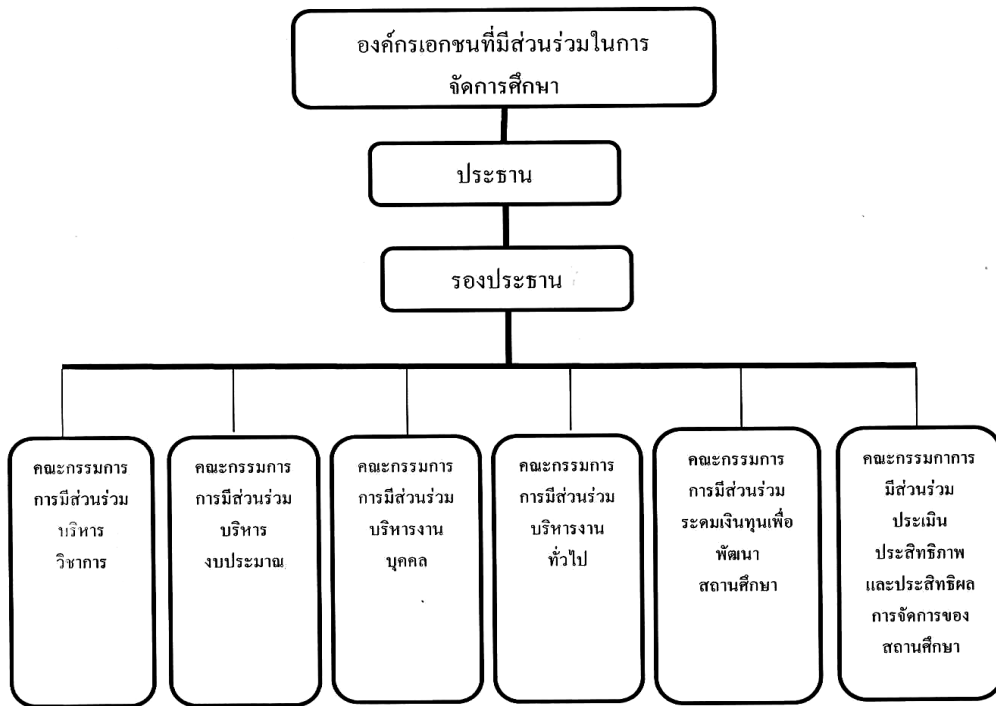 องค์กรเอกชนที่มีส่วนร่วมในการ
จัดการศึกษา
ประธาน
รองประธาน
คณะกรรมการ
การมีส่วนร่วม
บริหาร
วิชาการ
คณะกรรมการ
การมีส่วนร่วม
บริหาร
งบประมาณ
คณะกรรมการ
การมีส่วนร่วม
บริหารงาน
บุคคล
คณะกรรมการ
การมีส่วนร่วม
บริหารงาน
ทั่วไป
คณะกรรมการ
การมีส่วนร่วม
ระดมเงินทุนเพื่อ
พัฒนา
สถานศึกษา
คณะกรรมกาการ
มีส่วนร่วม
ประเมิน
ประสิทธิภาพ
และประสิทธิผล
การจัดการของ
สถานศึกษา